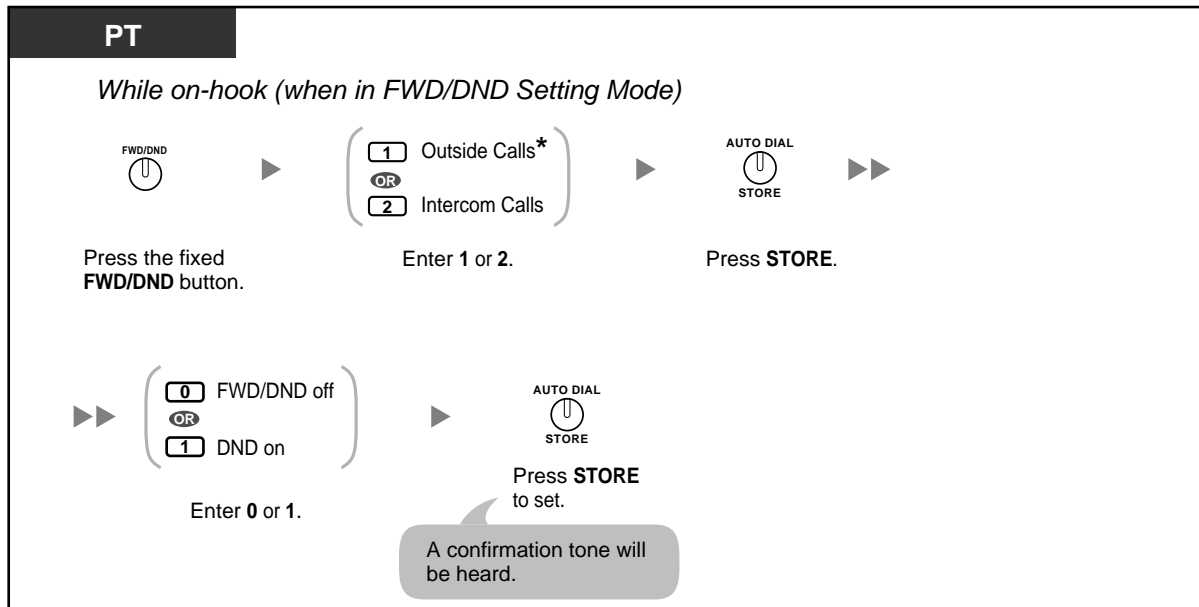 PT
While on-hook (when in FWD/DND Setting Mode)
FWD/DND
1 Outside Calls*
OR
2 Intercom Calls
AUTO DIAL
STORE
Press the fixed
FWD/DND button.
Enter 1 or 2.
Press STORE.
0 FWD/DND off
OR
1 DND on
AUTO DIAL
STORE
Enter 0 or 1.
Press STORE
to set.
A confirmation tone will
be heard.